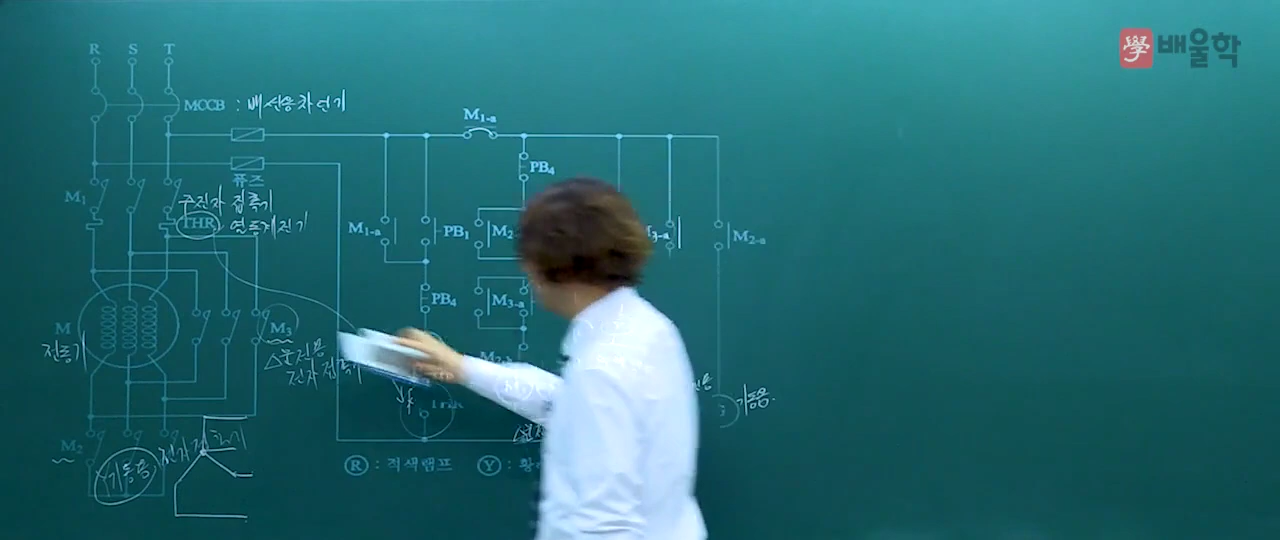 學 배울학
R S T
MCCB : 배선용차단기
M1-a
PB4
퓨즈
M1
주전자 접촉기
THR 열동계전기
M1-a
PB1
M2
M3-a
M2-a
PB4
M3-a
M
전동기
M3
△운전용
전자 접촉기
M2-b
THR
기동용
M2
기동용
전자접촉기
R : 적색램프 Y : 황